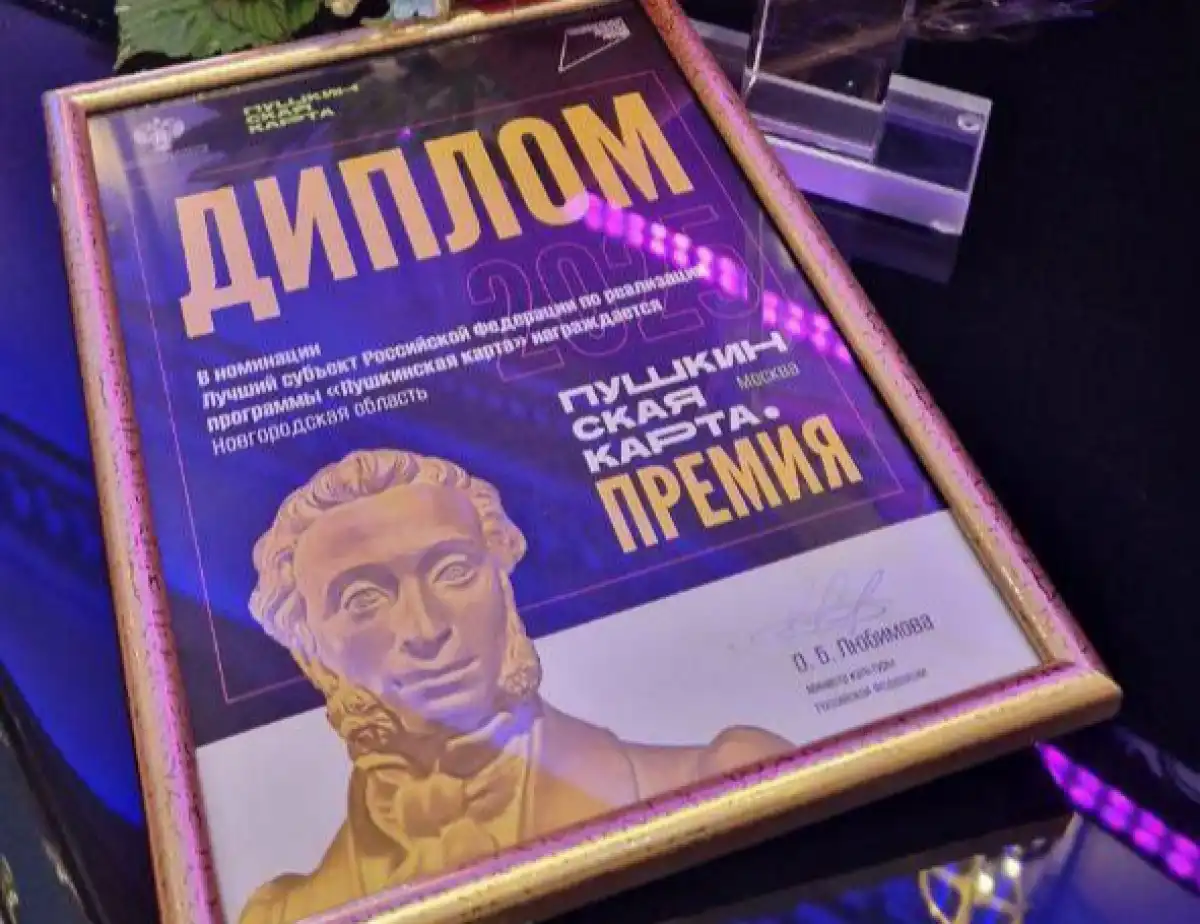 ПУШКИН
СКАЯ
КАРТА
ДИПЛОМ
2025
В номинации
Лучший субъект Российской Федерации по реализации
программы «Пушкинская карта» награждается
Новгородская область
ПУШКИН
СКАЯ
КАРТА.
Москва
ПРЕМИЯ
О. Б. Любимова
министр культуры
Российской Федерации